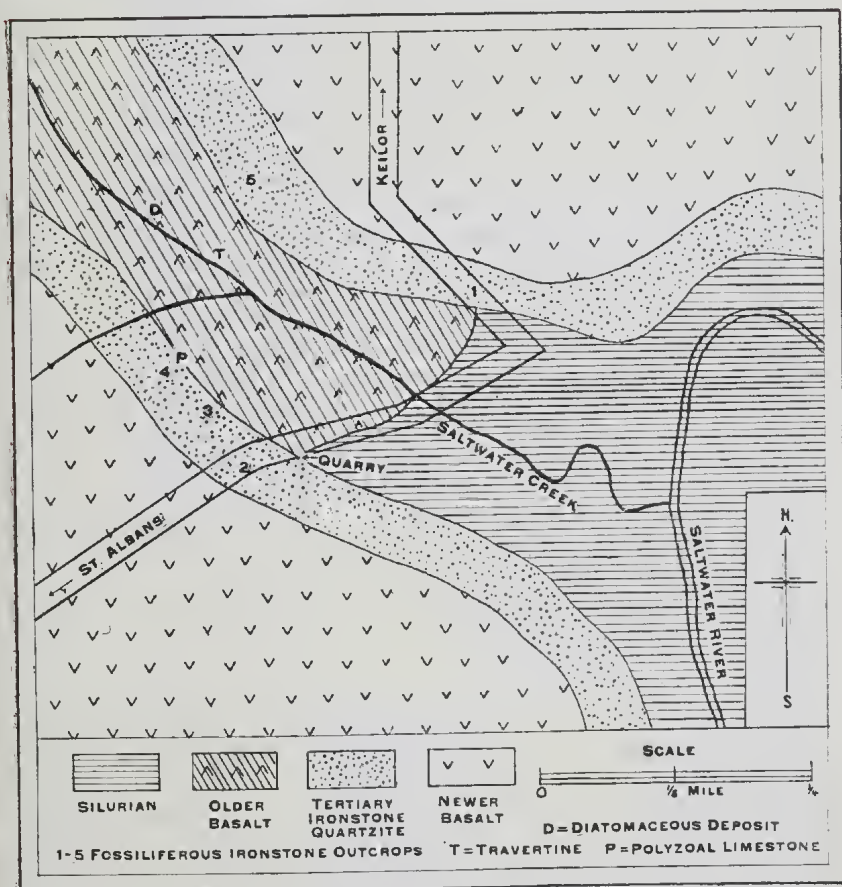 KEILOR
5
D
T
1
P
4
3
2
QUARRY
SALTWATER CREEK
ST. ALBANS
SALTWATER RIVER
N.
S
SILURIAN
OLDER
BASALT
TERTIARY
IRONSTONE
QUARTZITE
NEWER
BASALT
SCALE
0 1/8 1/4
MILE
D=DIATOMACEOUS DEPOSIT
1-5 FOSSILIFEROUS IRONSTONE OUTCROPS T=TRAVERTINE P=POLYZOAL LIMESTONE